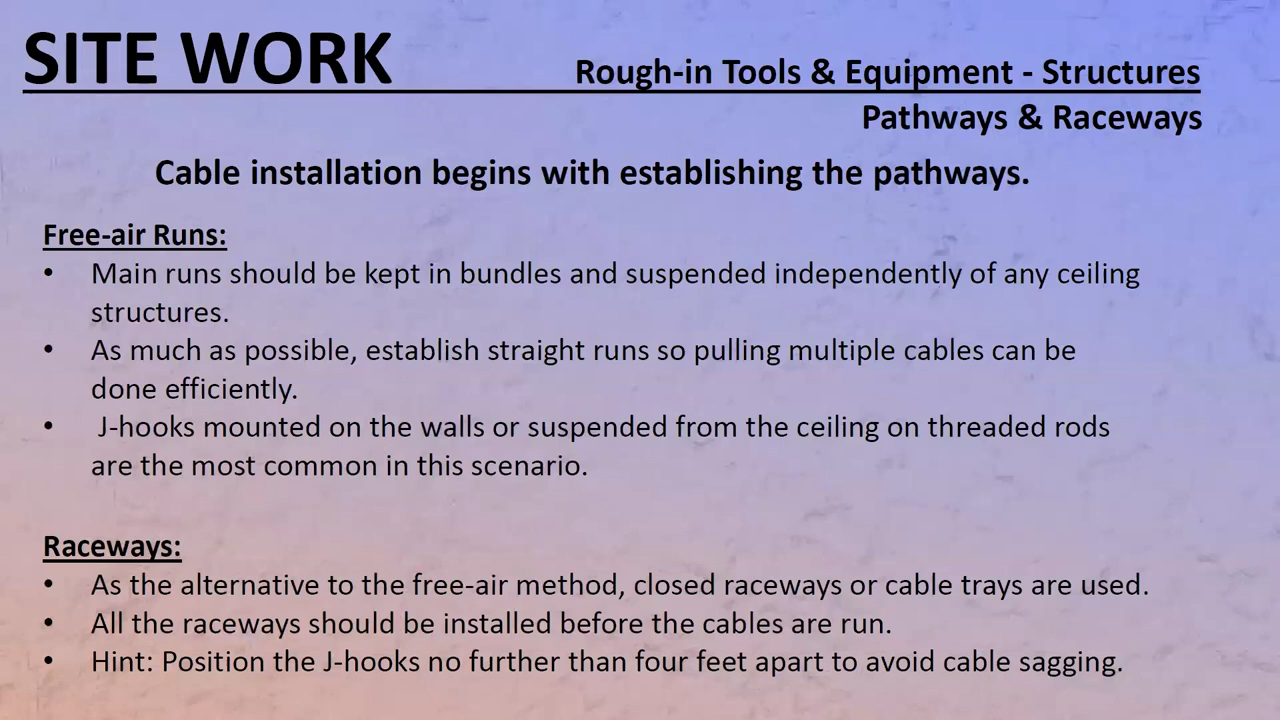 SITE WORK
Rough-in Tools & Equipment - Structures
Pathways & Raceways
Cable installation begins with establishing the pathways.
Free-air Runs:
• Main runs should be kept in bundles and suspended independently of any ceiling
structures.
• As much as possible, establish straight runs so pulling multiple cables can be
done efficiently.
• J-hooks mounted on the walls or suspended from the ceiling on threaded rods
are the most common in this scenario.
Raceways:
• As the alternative to the free-air method, closed raceways or cable trays are used.
• All the raceways should be installed before the cables are run.
• Hint: Position the J-hooks no further than four feet apart to avoid cable sagging.